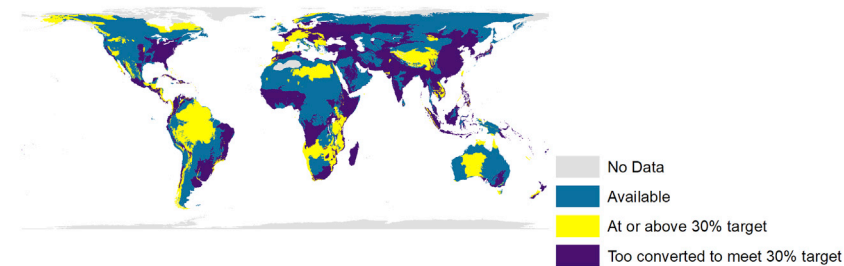 No Data
Available
At or above 30% target
Too converted to meet 30% target